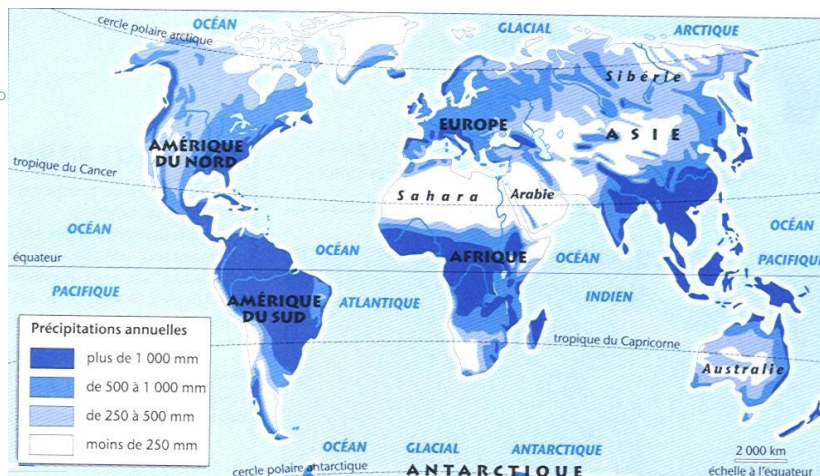 OCÉAN
GLACIAL
ARCTIQUE
cercle polaire arctique
Sibérie
EUROPE
ASIE
AMÉRIQUE
DU NORD
tropique du Cancer
Sahara
Arabie
OCÉAN
OCÉAN
OCÉAN
OCÉAN
équateur
AFRIQUE
PACIFIQUE
PACIFIQUE
AMÉRIQUE
DU SUD
ATLANTIQUE
INDIEN
Précipitations annuelles
plus de 1 000 mm
de 500 à 1 000 mm
de 250 à 500 mm
moins de 250 mm
tropique du Capricorne
Australie
OCÉAN
GLACIAL
ANTARCTIQUE
2 000 km
cercle polaire antarctique
ANTARCTIQUE
échelle à l'équateur